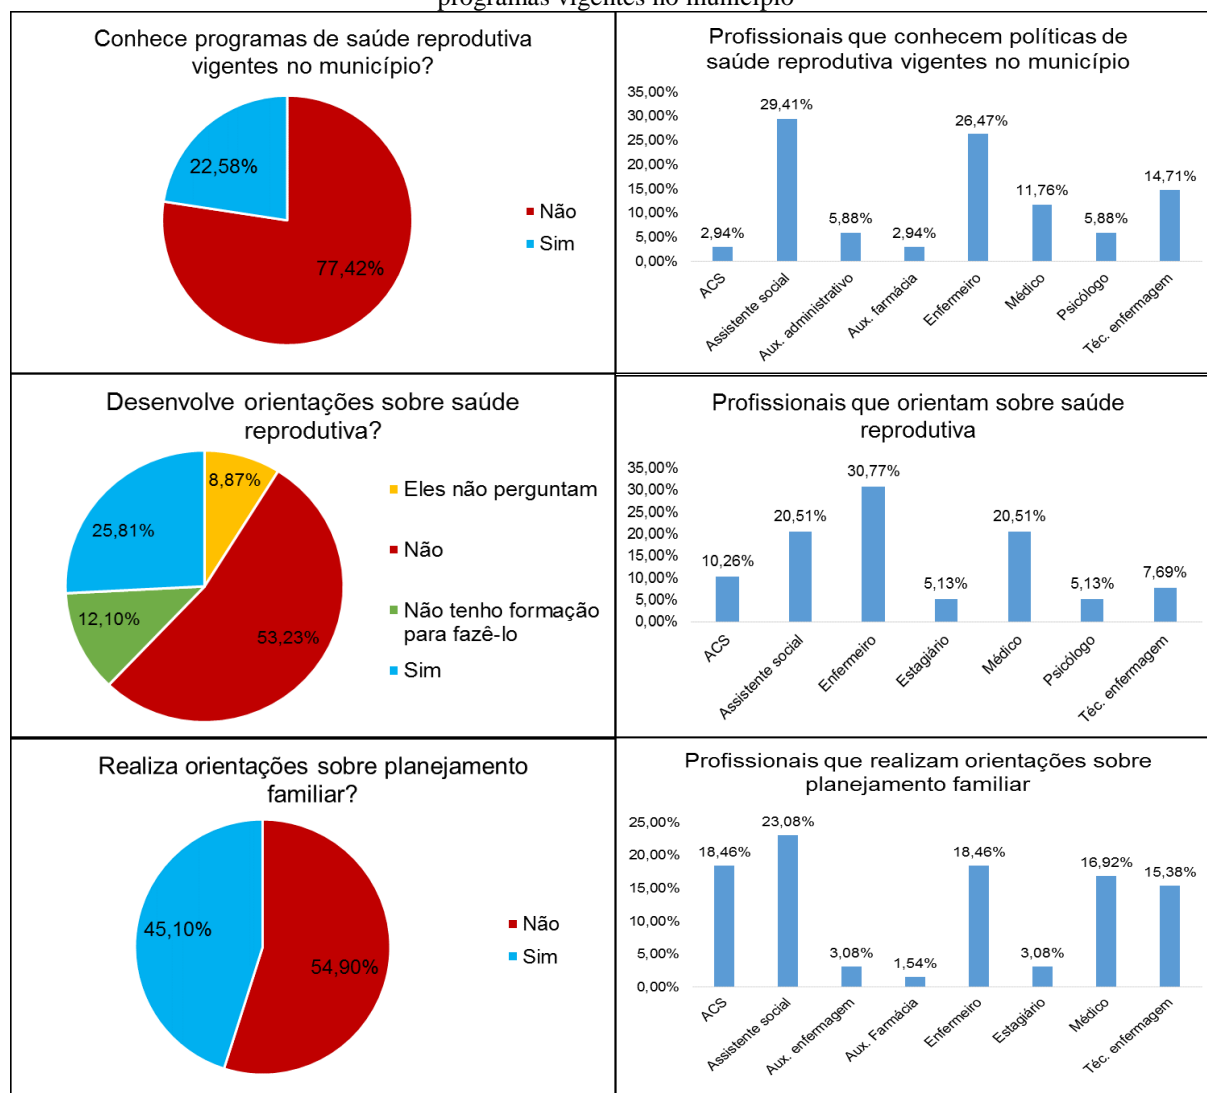 programas vigentes no município
Conhece programas de saúde reprodutiva
vigentes no município?
22,58%
77,42%
Não
Sim
Profissionais que conhecem políticas de
saúde reprodutiva vigentes no município
35,00%
30,00%
25,00%
20,00%
15,00%
10,00%
5,00%
0,00%
2,94%
29,41%
5,88%
2,94%
26,47%
11,76%
5,88%
14,71%
ACS
Assistente social
Aux. administrativo
Aux. farmácia
Enfermeiro
Médico
Psicólogo
Téc. enfermagem
Desenvolve orientações sobre saúde
reprodutiva?
8,87%
25,81%
12,10%
53,23%
Eles não perguntam
Não
Não tenho formação
para fazê-lo
Sim
Profissionais que orientam sobre saúde
reprodutiva
35,00%
30,00%
25,00%
20,00%
15,00%
10,00%
5,00%
0,00%
10,26%
20,51%
30,77%
5,13%
20,51%
5,13%
7,69%
ACS
Assistente social
Enfermeiro
Estagiário
Médico
Psicólogo
Téc. enfermagem
Realiza orientações sobre planejamento
familiar?
45,10%
54,90%
Não
Sim
Profissionais que realizam orientações sobre
planejamento familiar
25,00%
20,00%
15,00%
10,00%
5,00%
0,00%
18,46%
23,08%
3,08%
1,54%
18,46%
3,08%
16,92%
15,38%
ACS
Assistente social
Aux. enfermagem
Aux. Farmácia
Enfermeiro
Estagiário
Médico
Téc. enfermagem